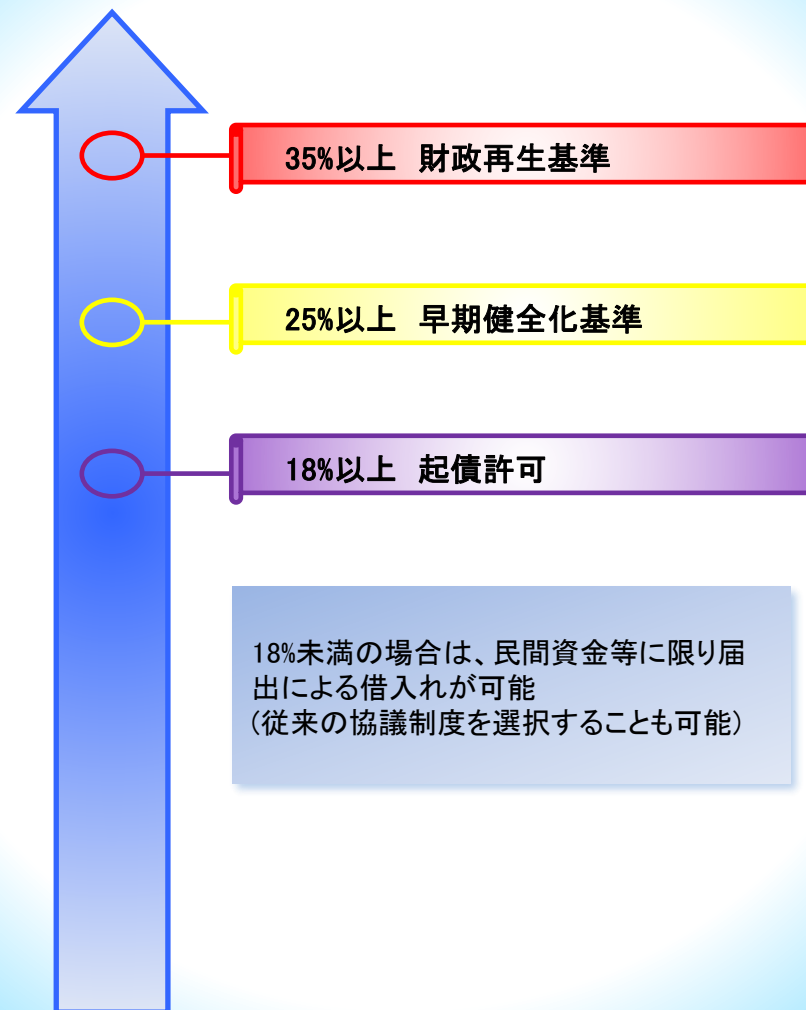 35%以上　財政再生基準
25%以上　早期健全化基準
18%以上　起債許可
18%未満の場合は、民間資金等に限り届
出による借入れが可能
(従来の協議制度を選択することも可能)